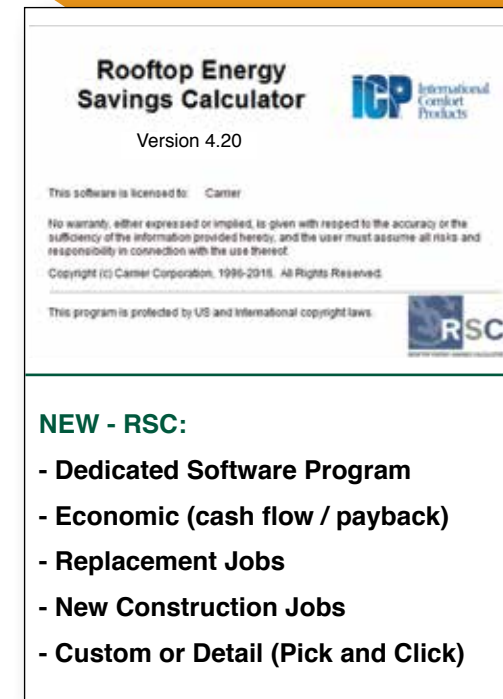 Rooftop Energy
Savings Calculator
Version 4.20
ICP International
Comfort
Products
This software is licensed to: Carrier
No warranty, either expressed or implied, is given with respect to the accuracy or the
sufficiency of the information provided hereby, and the user must assume all risks and
responsibility in connection with the use thereof.
Copyright (c) Carrier Corporation, 1996-2016. All Rights Reserved.
This program is protected by US and International copyright laws.
RSC
NEW - RSC:
- Dedicated Software Program
- Economic (cash flow / payback)
- Replacement Jobs
- New Construction Jobs
- Custom or Detail (Pick and Click)